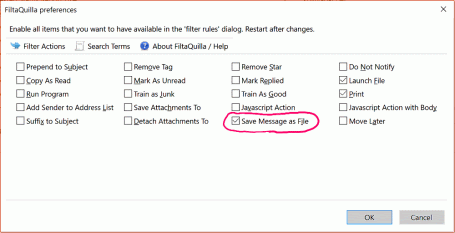 FiltaQuilla preferences
Enable all items that you want to have available in the 'filter rules' dialog. Restart after changes.
Filter Actions Search Terms About FiltaQuilla / Help
Prepend to Subject Remove Tag Remove Star Do Not Notify
Copy As Read Mark As Unread Mark Replied Launch File
Run Program Train as Junk Train As Good Print
Add Sender to Address List Save Attachments To Javascript Action Javascript Action with Body
Suffix to Subject Detach Attachments To Save Message as File Move Later
OK Cancel